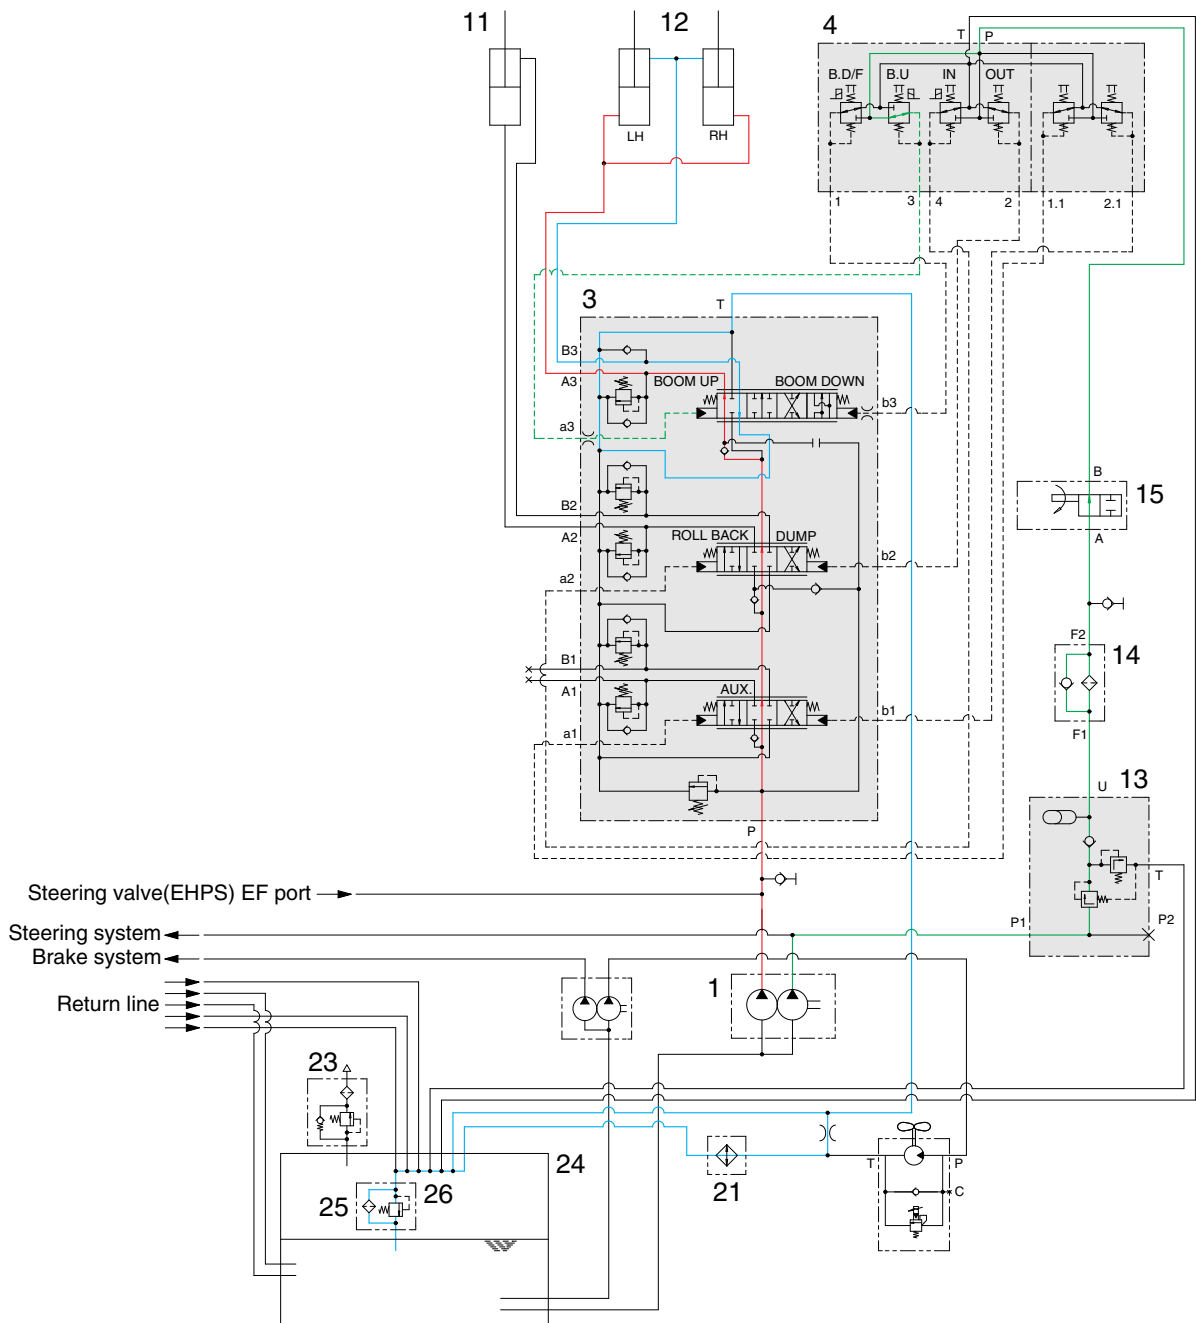 11
12
4
T P
B.D/F B.U IN OUT
LH RH
1 3 4 2 1.1 2.1
3
T
B3
A3
BOOM UP BOOM DOWN
b3
a3
B
15
A
B2
A2
ROLL BACK DUMP
b2
a2
F2
14
F1
B1
A1
AUX.
b1
a1
U 13
P
T
Steering valve(EHPS) EF port
P1 P2
Steering system
Brake system
1
Return line
23
24
T P
C
21
25 26